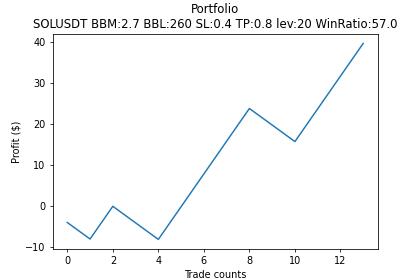 Portfolio
SOLUSDT BBM:2.7 BBL:260 SL:0.4 TP:0.8 lev:20 WinRatio:57.0
40
30
20
10
0
−10
Profit ($)
0 2 4 6 8 10 12
Trade counts